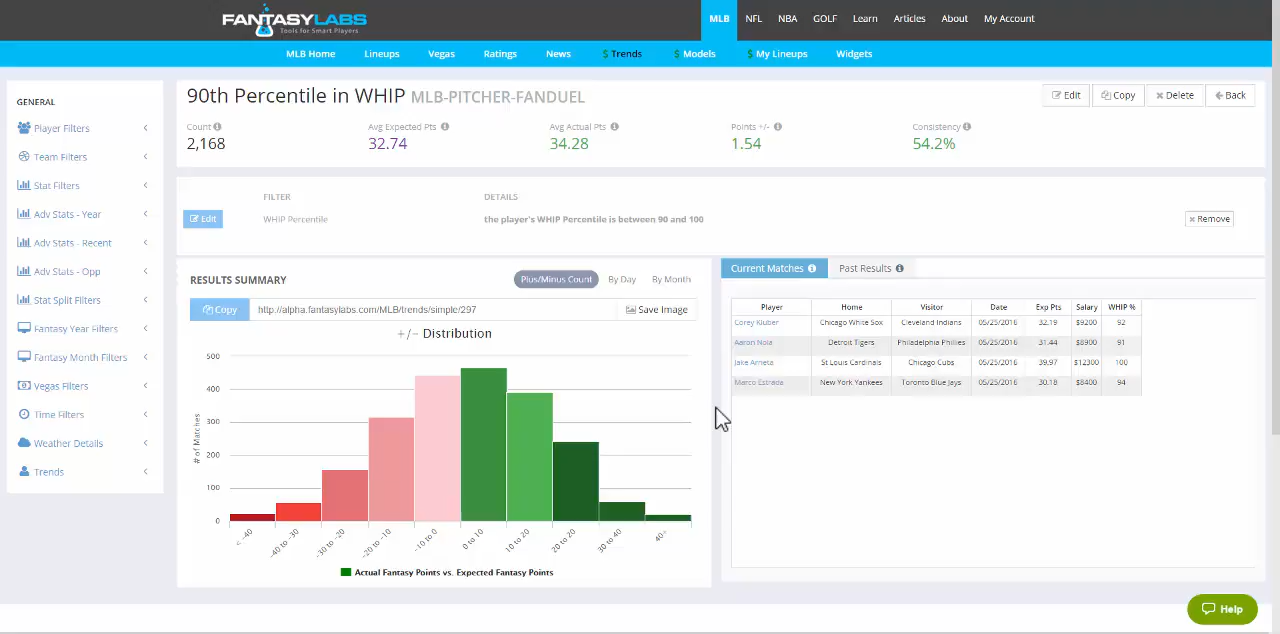 FANTASYLABS
Tools for Smart Players
MLB NFL NBA GOLF Learn Articles About My Account
MLB Home Lineups Vegas Ratings News $ Trends $ Models $ My Lineups Widgets
GENERAL
Player Filters
Team Filters
Stat Filters
Adv Stats - Year
Adv Stats - Recent
Adv Stats - Opp
Stat Split Filters
Fantasy Year Filters
Fantasy Month Filters
Vegas Filters
Time Filters
Weather Details
Trends
90th Percentile in WHIP MLB-PITCHER-FANDUEL
Edit Copy Delete Back
Count Avg Expected Pts Avg Actual Pts Points +/- Consistency
2,168 32.74 34.28 1.54 54.2%
FILTER DETAILS
Edit WHIP Percentile the player's WHIP Percentile is between 90 and 100 Remove
RESULTS SUMMARY Plus/Minus Count By Day By Month
Copy http://alpha.fantasylabs.com/MLB/trends/simple/297 Save Image
+/- Distribution
500
400
300
200
100
0
# of Matches
< -40 -40 to -30 -30 to -20 -20 to -10 -10 to 0 0 to 10 10 to 20 20 to 20 30 to 40 40+
Actual Fantasy Points vs. Expected Fantasy Points
Current Matches Past Results
Player Home Visitor Date Exp Pts Salary WHIP %
Corey Kluber Chicago White Sox Cleveland Indians 05/25/2016 32.19 $9200 92
Aaron Nola Detroit Tigers Philadelphia Phillies 05/25/2016 31.44 $8900 91
Jake Arrieta St Louis Cardinals Chicago Cubs 05/25/2016 39.97 $12300 100
Marco Estrada New York Yankees Toronto Blue Jays 05/25/2016 30.18 $8400 94
Help